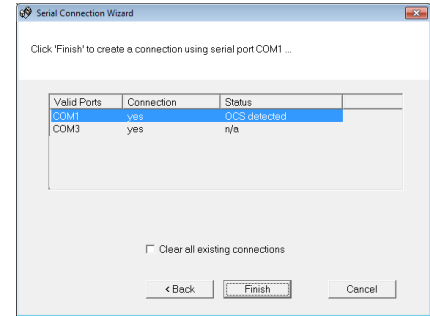 Serial Connection Wizard
Click 'Finish' to create a connection using serial port COM1 ...
Valid Ports Connection Status
COM1 yes OCS detected
COM3 yes n/a
Clear all existing connections
< Back Finish Cancel